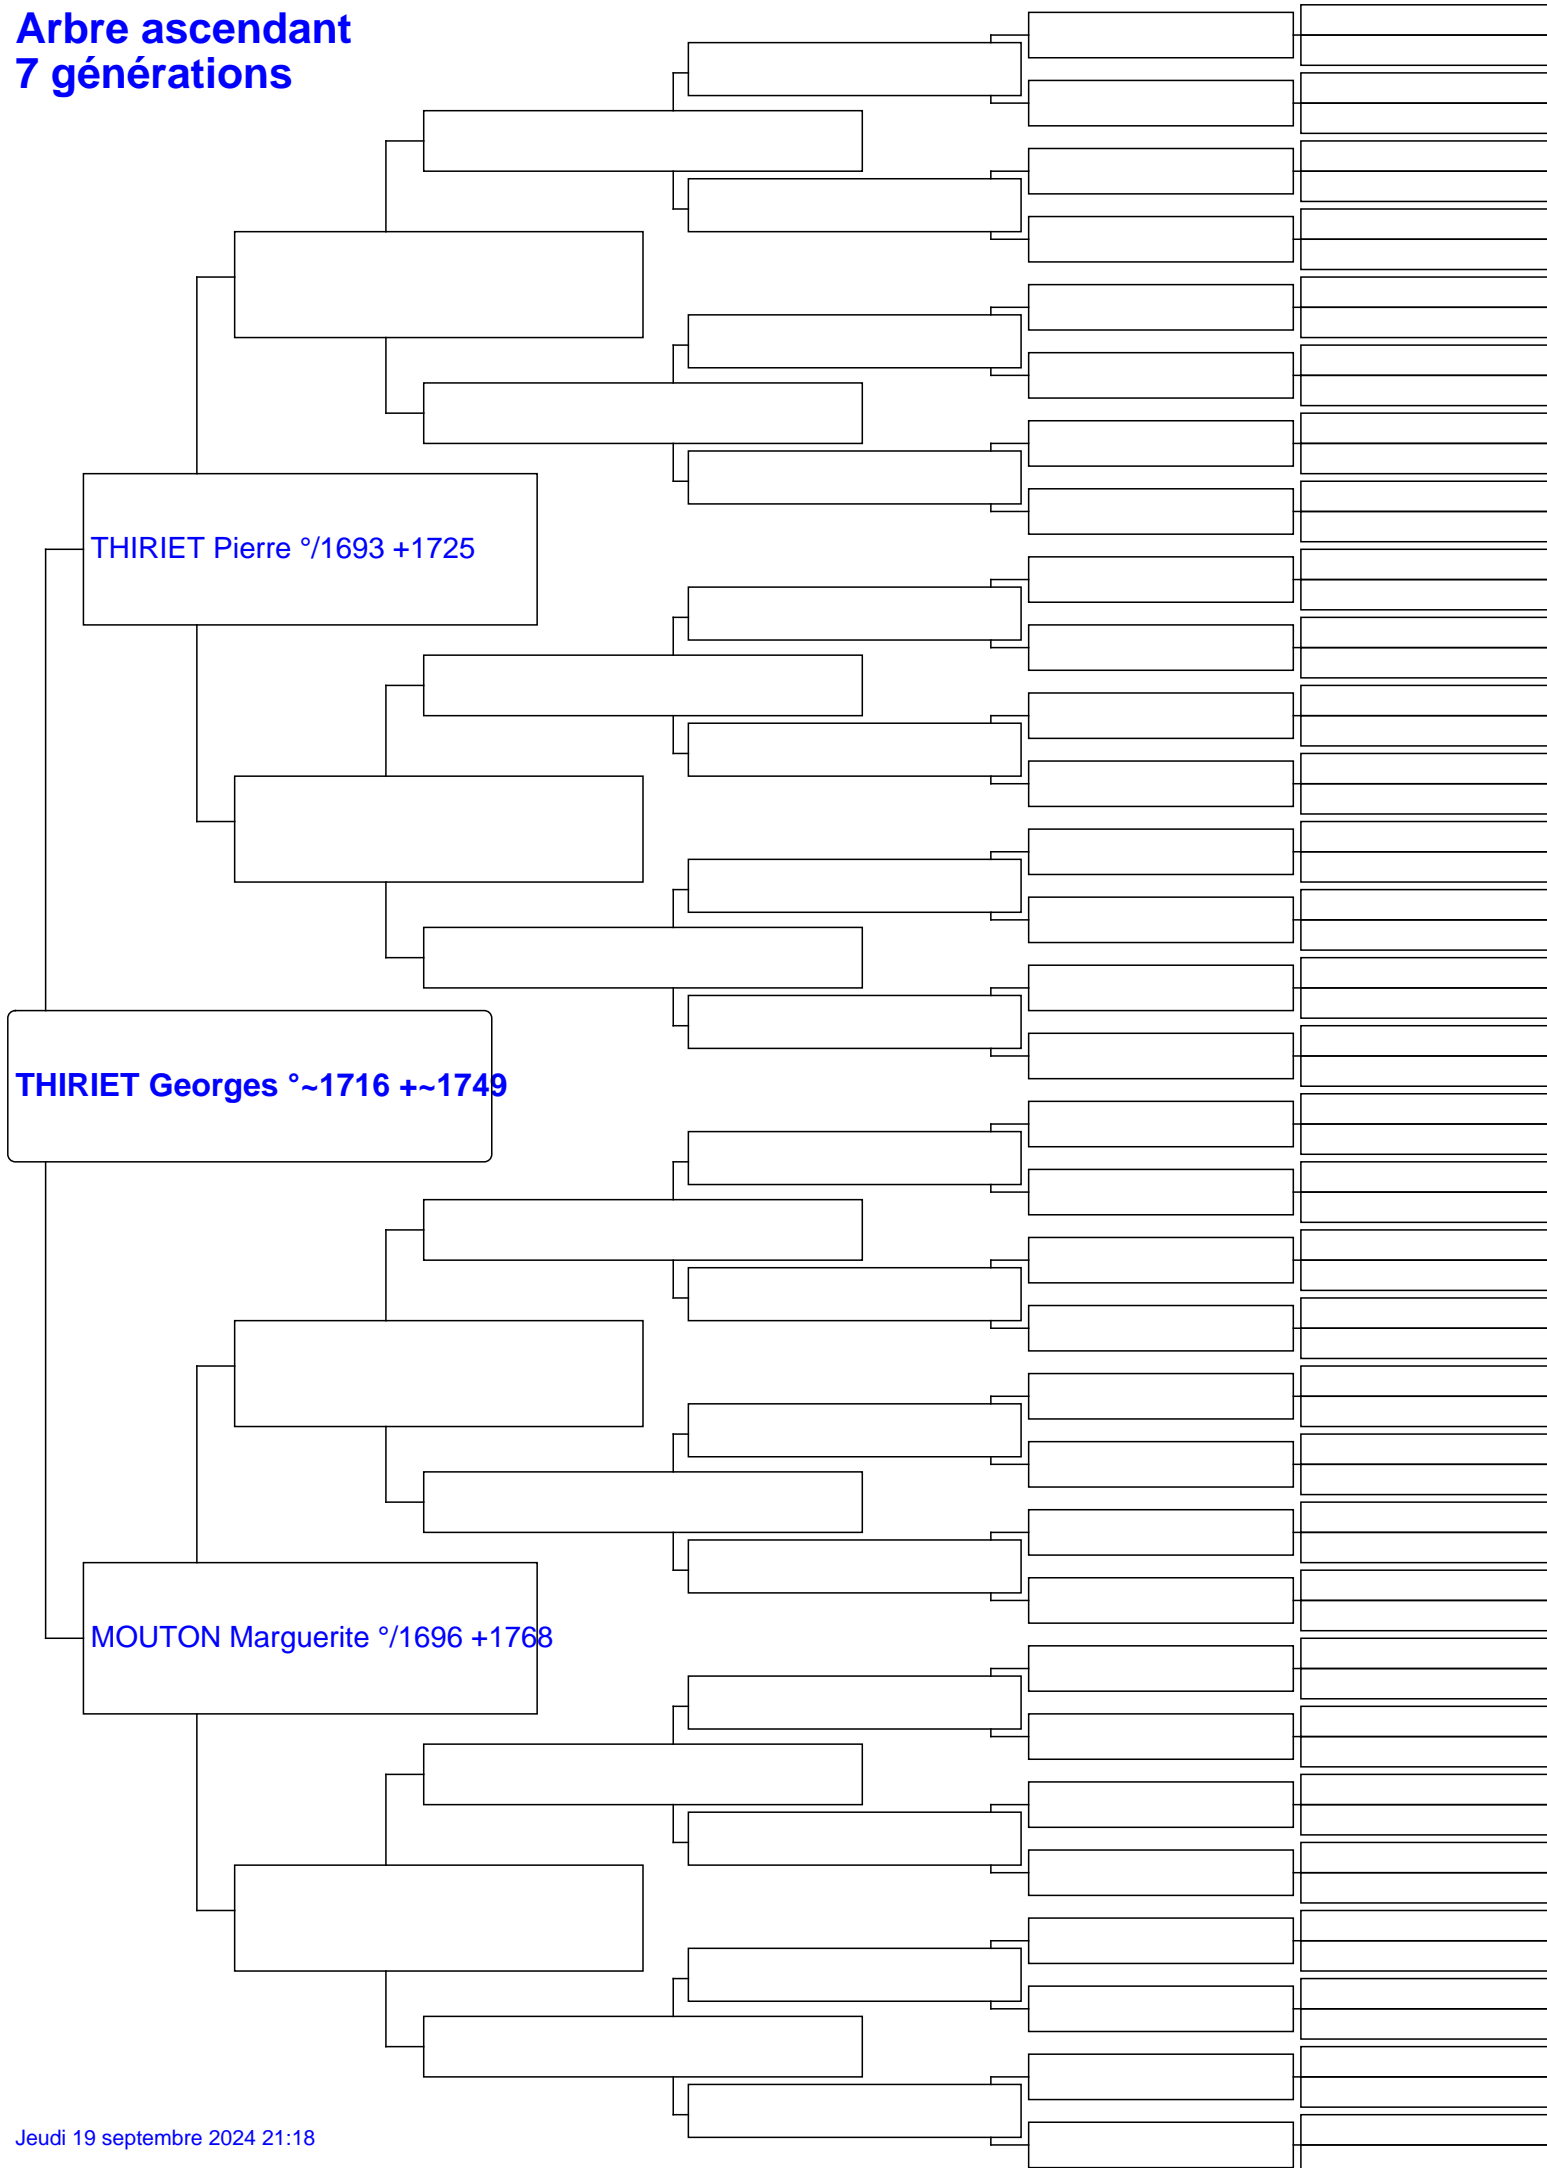 Arbre ascendant
7 générations
THIRIET Pierre °/1693 +1725
THIRIET Georges °~1716 +~1749
MOUTON Marguerite °/1696 +1768
Jeudi 19 septembre 2024 21:18